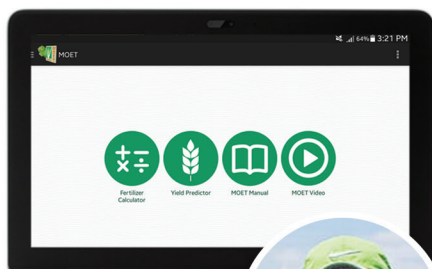 64% 3:21 PM
MOET
Fertilizer Calculator
Yield Predictor
MOET Manual
MOET Video